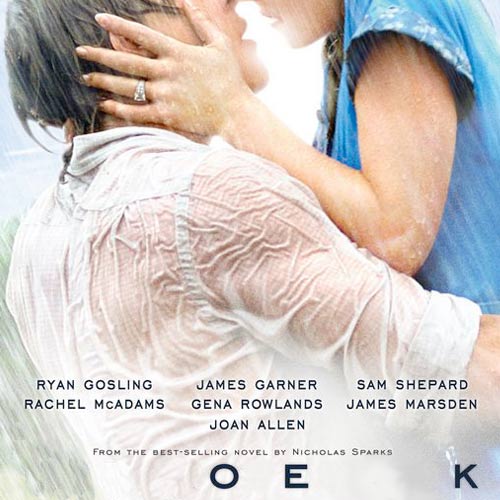 RYAN GOSLING JAMES GARNER SAM SHEPARD
RACHEL McADAMS GENA ROWLANDS JAMES MARSDEN
JOAN ALLEN
FROM THE BEST-SELLING NOVEL BY NICHOLAS SPARKS
O E K